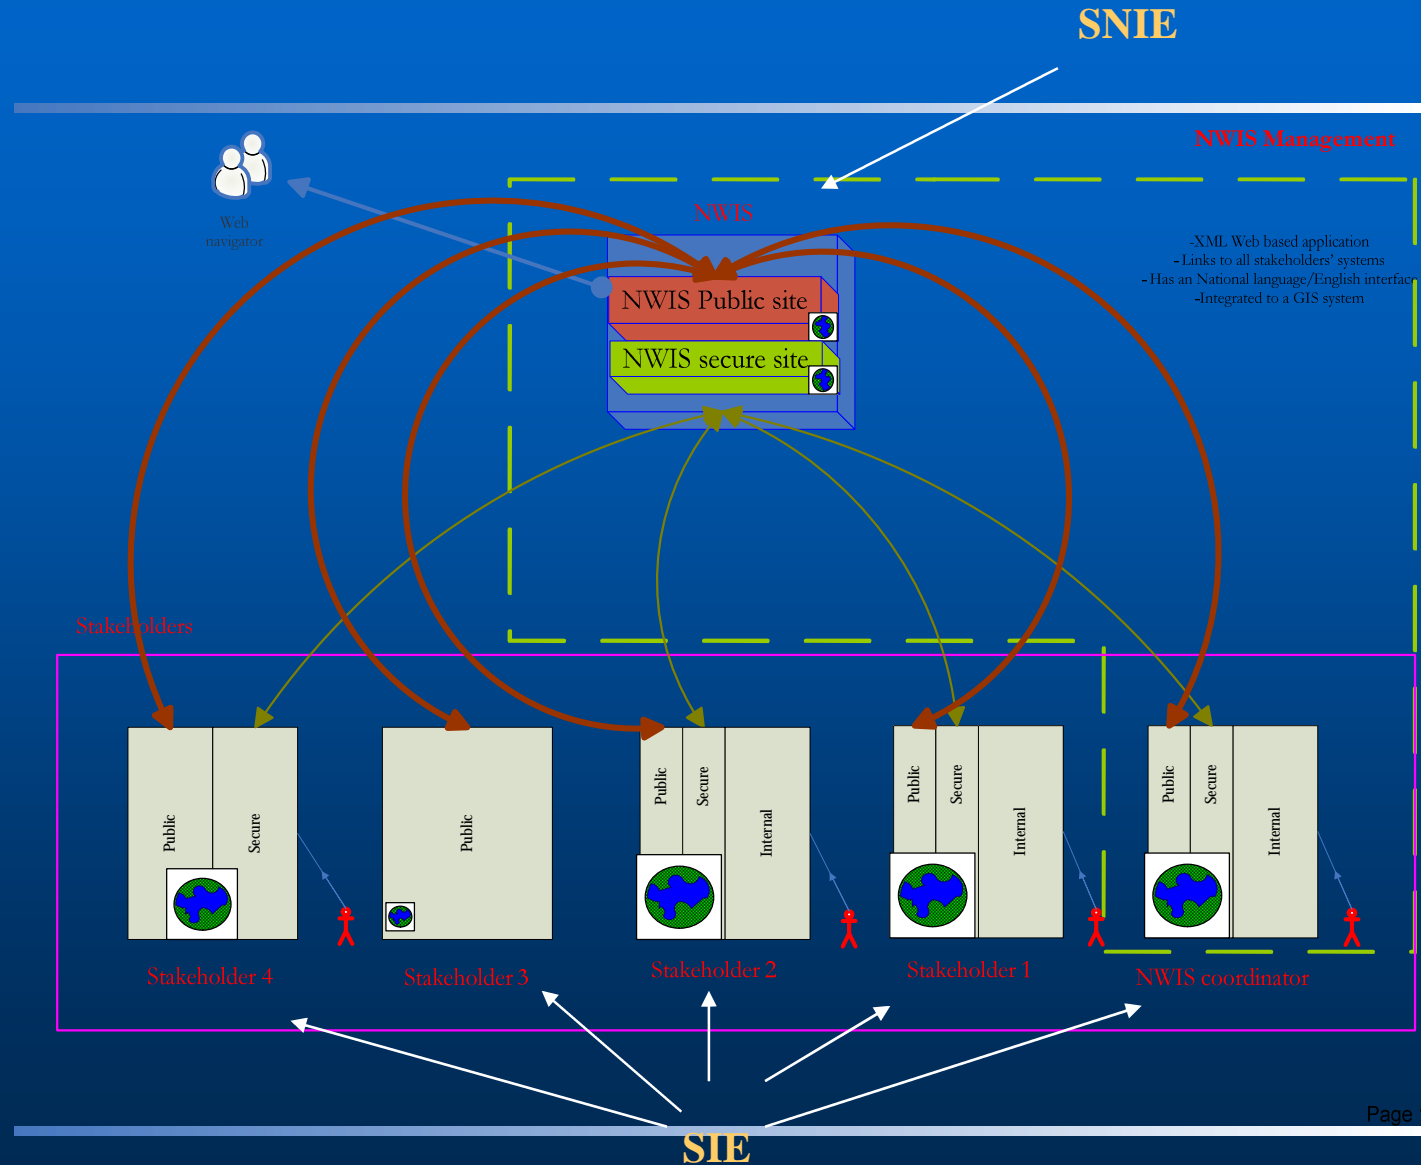 SNIE
NWIS Management
Web
navigator
NWIS
-XML Web based application
- Links to all stakeholders' systems
- Has an National language/English interface
-Integrated to a GIS system
NWIS Public site
NWIS secure site
Stakeholders
Public
Secure
Public
Public
Secure
Internal
Public
Secure
Internal
Public
Secure
Internal
Stakeholder 4
Stakeholder 3
Stakeholder 2
Stakeholder 1
NWIS coordinator
Page
SIE